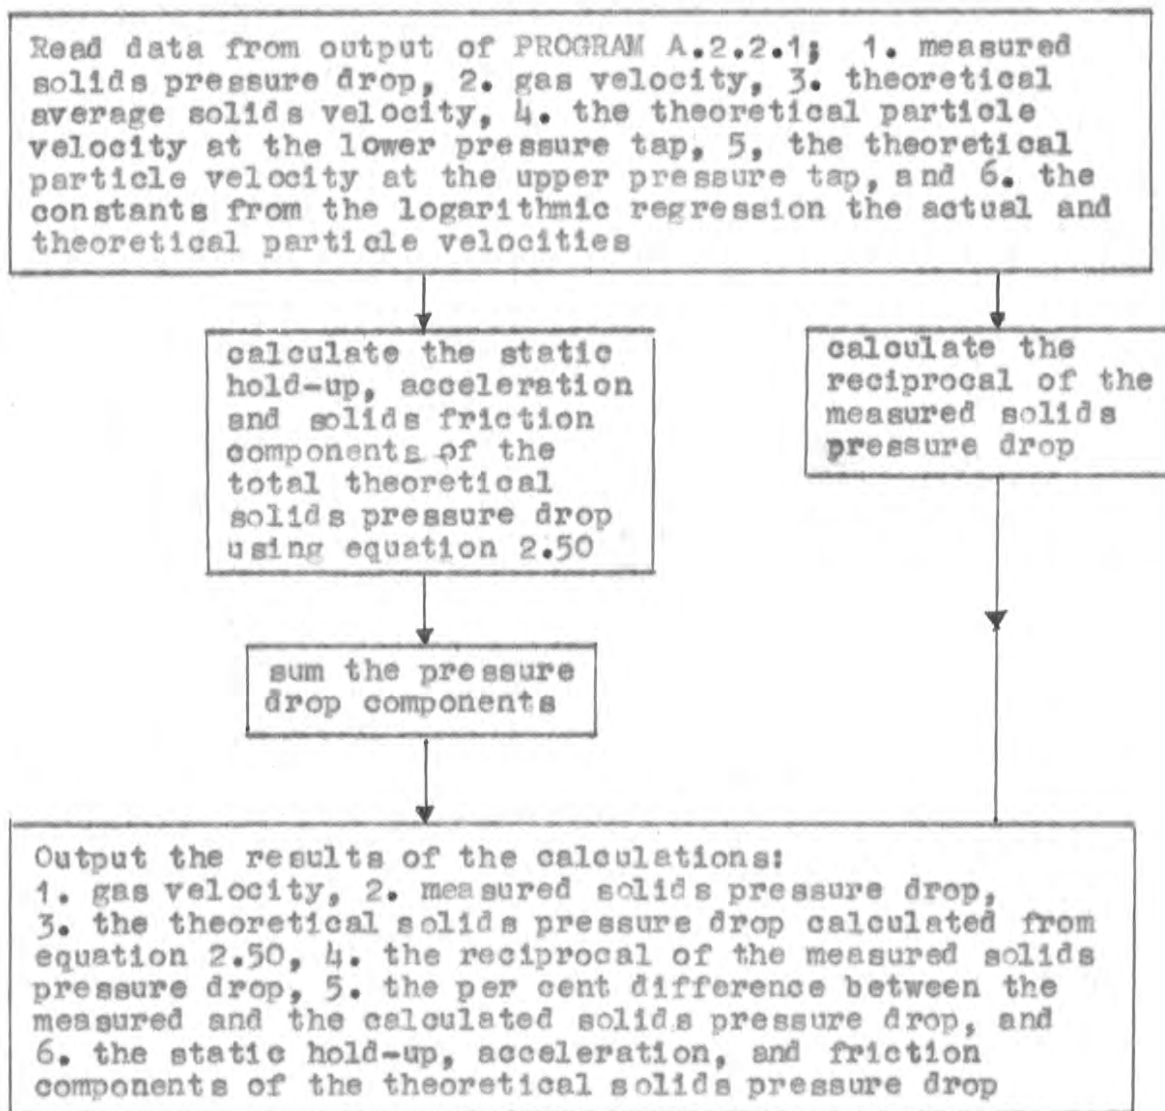 Read data from output of PROGRAM A.2.2.1; 1. measured
solids pressure drop, 2. gas velocity, 3. theoretical
average solids velocity, 4. the theoretical particle
velocity at the lower pressure tap, 5, the theoretical
particle velocity at the upper pressure tap, and 6. the
constants from the logarithmic regression the actual and
theoretical particle velocities
calculate the static
hold-up, acceleration
and solids friction
components of the
total theoretical
solids pressure drop
using equation 2.50
calculate the
reciprocal of the
measured solids
pressure drop
sum the pressure
drop components
Output the results of the calculations:
1. gas velocity, 2. measured solids pressure drop,
3. the theoretical solids pressure drop calculated from
equation 2.50, 4. the reciprocal of the measured solids
pressure drop, 5. the per cent difference between the
measured and the calculated solids pressure drop, and
6. the static hold-up, acceleration, and friction
components of the theoretical solids pressure drop